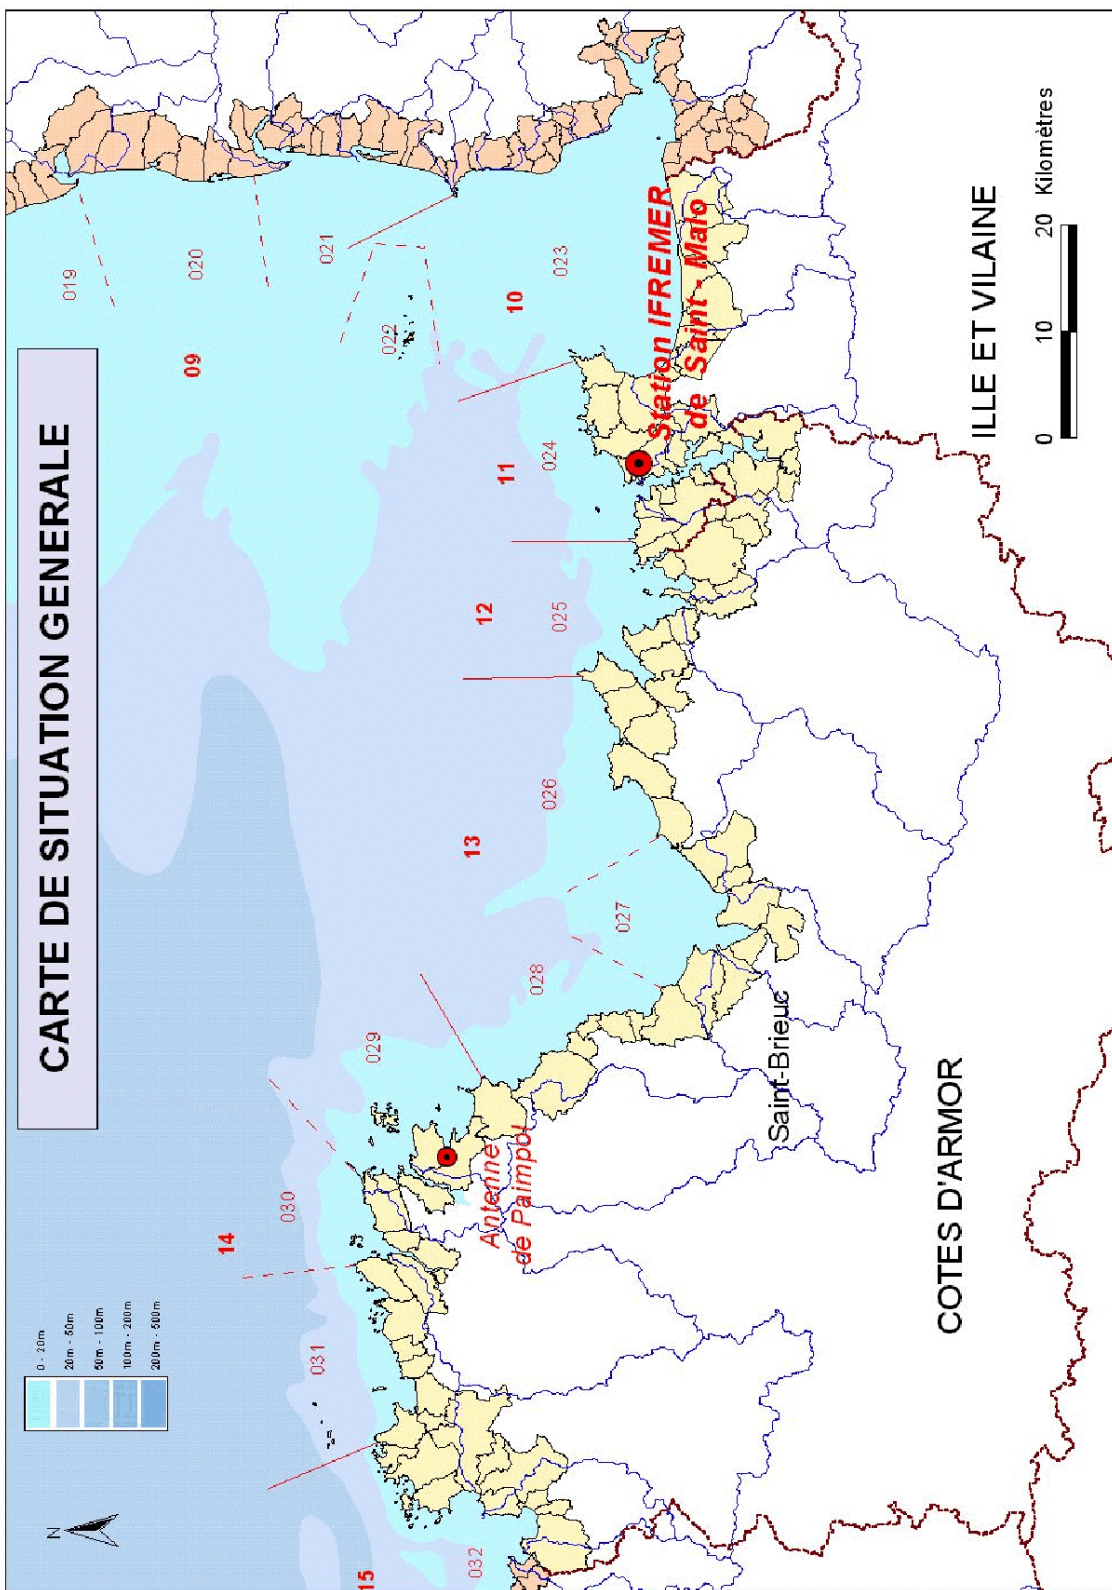 CARTE DE SITUATION GENERALE
N
0 - 20m
20m - 50m
50m - 100m
100m - 200m
200m - 500m
019
020
021
022
023
024
025
026
027
028
029
030
031
032
09
10
11
12
13
14
15
Station IFREMER
de Saint - Malo
Antenne
de Paimpol
Saint-Brieuc
COTES D'ARMOR
ILLE ET VILAINE
0 10 20 Kilomètres